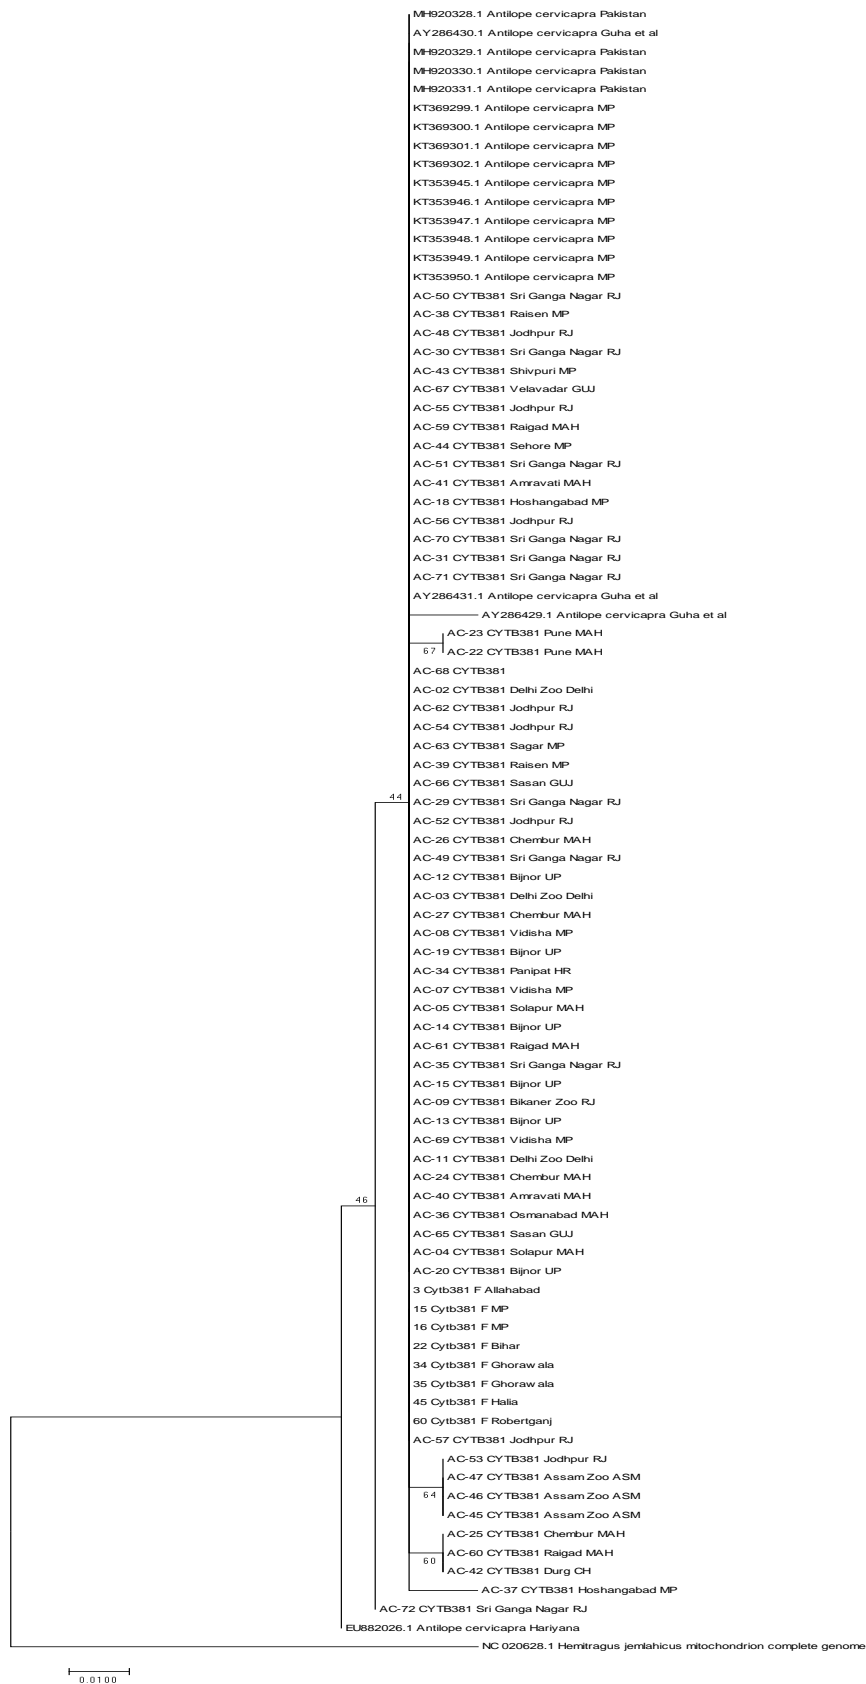 MH920328.1 Antilope cervicapra Pakistan
AY286430.1 Antilope cervicapra Guha et al
MH920329.1 Antilope cervicapra Pakistan
MH920330.1 Antilope cervicapra Pakistan
MH920331.1 Antilope cervicapra Pakistan
KT369299.1 Antilope cervicapra MP
KT369300.1 Antilope cervicapra MP
KT369301.1 Antilope cervicapra MP
KT369302.1 Antilope cervicapra MP
KT353945.1 Antilope cervicapra MP
KT353946.1 Antilope cervicapra MP
KT353947.1 Antilope cervicapra MP
KT353948.1 Antilope cervicapra MP
KT353949.1 Antilope cervicapra MP
KT353950.1 Antilope cervicapra MP
AC-50 CYTB381 Sri Ganga Nagar RJ
AC-38 CYTB381 Raisen MP
AC-48 CYTB381 Jodhpur RJ
AC-30 CYTB381 Sri Ganga Nagar RJ
AC-43 CYTB381 Shivpuri MP
AC-67 CYTB381 Velavadar GUJ
AC-55 CYTB381 Jodhpur RJ
AC-59 CYTB381 Raigad MAH
AC-44 CYTB381 Sehore MP
AC-51 CYTB381 Sri Ganga Nagar RJ
AC-41 CYTB381 Amravati MAH
AC-18 CYTB381 Hoshangabad MP
AC-56 CYTB381 Jodhpur RJ
AC-70 CYTB381 Sri Ganga Nagar RJ
AC-31 CYTB381 Sri Ganga Nagar RJ
AC-71 CYTB381 Sri Ganga Nagar RJ
AY286431.1 Antilope cervicapra Guha et al
AY286429.1 Antilope cervicapra Guha et al
AC-23 CYTB381 Pune MAH
67
AC-22 CYTB381 Pune MAH
AC-68 CYTB381
AC-02 CYTB381 Delhi Zoo Delhi
AC-62 CYTB381 Jodhpur RJ
AC-54 CYTB381 Jodhpur RJ
AC-63 CYTB381 Sagar MP
AC-39 CYTB381 Raisen MP
AC-66 CYTB381 Sasan GUJ
44
AC-29 CYTB381 Sri Ganga Nagar RJ
AC-52 CYTB381 Jodhpur RJ
AC-26 CYTB381 Chembur MAH
AC-49 CYTB381 Sri Ganga Nagar RJ
AC-12 CYTB381 Bijnor UP
AC-03 CYTB381 Delhi Zoo Delhi
AC-27 CYTB381 Chembur MAH
AC-08 CYTB381 Vidisha MP
AC-19 CYTB381 Bijnor UP
AC-34 CYTB381 Panipat HR
AC-07 CYTB381 Vidisha MP
AC-05 CYTB381 Solapur MAH
AC-14 CYTB381 Bijnor UP
AC-61 CYTB381 Raigad MAH
AC-35 CYTB381 Sri Ganga Nagar RJ
AC-15 CYTB381 Bijnor UP
AC-09 CYTB381 Bikaner Zoo RJ
AC-13 CYTB381 Bijnor UP
AC-69 CYTB381 Vidisha MP
AC-11 CYTB381 Delhi Zoo Delhi
AC-24 CYTB381 Chembur MAH
AC-40 CYTB381 Amravati MAH
46
AC-36 CYTB381 Osmanabad MAH
AC-65 CYTB381 Sasan GUJ
AC-04 CYTB381 Solapur MAH
AC-20 CYTB381 Bijnor UP
3 Cytb381 F Allahabad
15 Cytb381 F MP
16 Cytb381 F MP
22 Cytb381 F Bihar
34 Cytb381 F Ghorawala
35 Cytb381 F Ghorawala
45 Cytb381 F Halia
60 Cytb381 F Robertganj
AC-57 CYTB381 Jodhpur RJ
AC-53 CYTB381 Jodhpur RJ
AC-47 CYTB381 Assam Zoo ASM
64
AC-46 CYTB381 Assam Zoo ASM
AC-45 CYTB381 Assam Zoo ASM
AC-25 CYTB381 Chembur MAH
AC-60 CYTB381 Raigad MAH
60
AC-42 CYTB381 Durg CH
AC-37 CYTB381 Hoshangabad MP
AC-72 CYTB381 Sri Ganga Nagar RJ
EU882026.1 Antilope cervicapra Hariyana
NC 020628.1 Hemitragus jemlahicus mitochondrion complete genome
0.0100